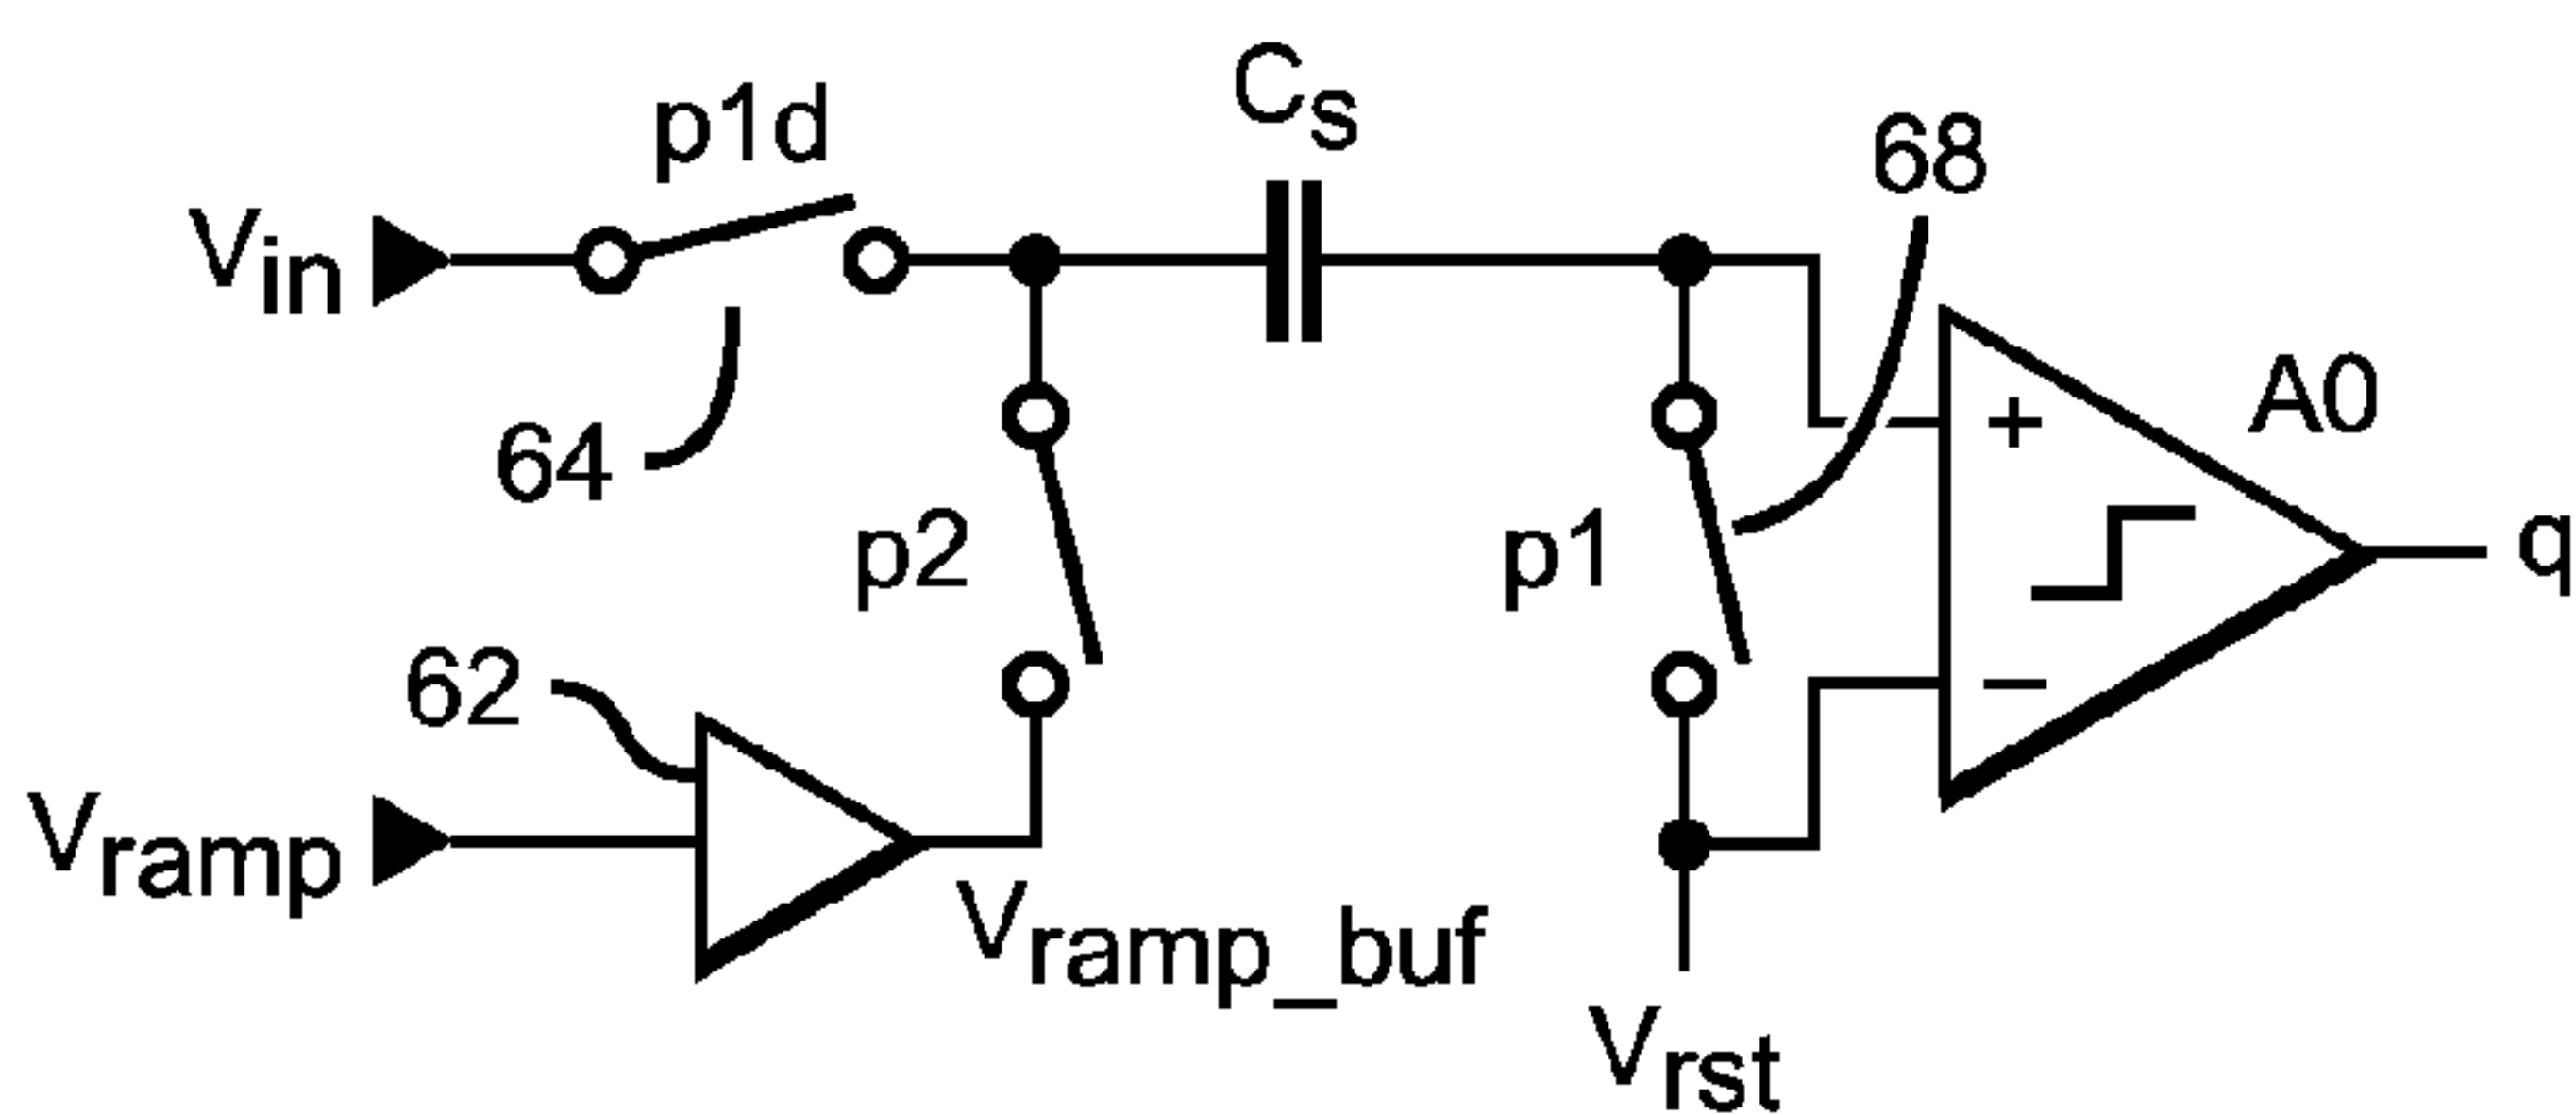 Cs
p1d
68
Vin
A0
+
64
p2
p1
q
62
−
Vramp
Vramp_buf
Vrst